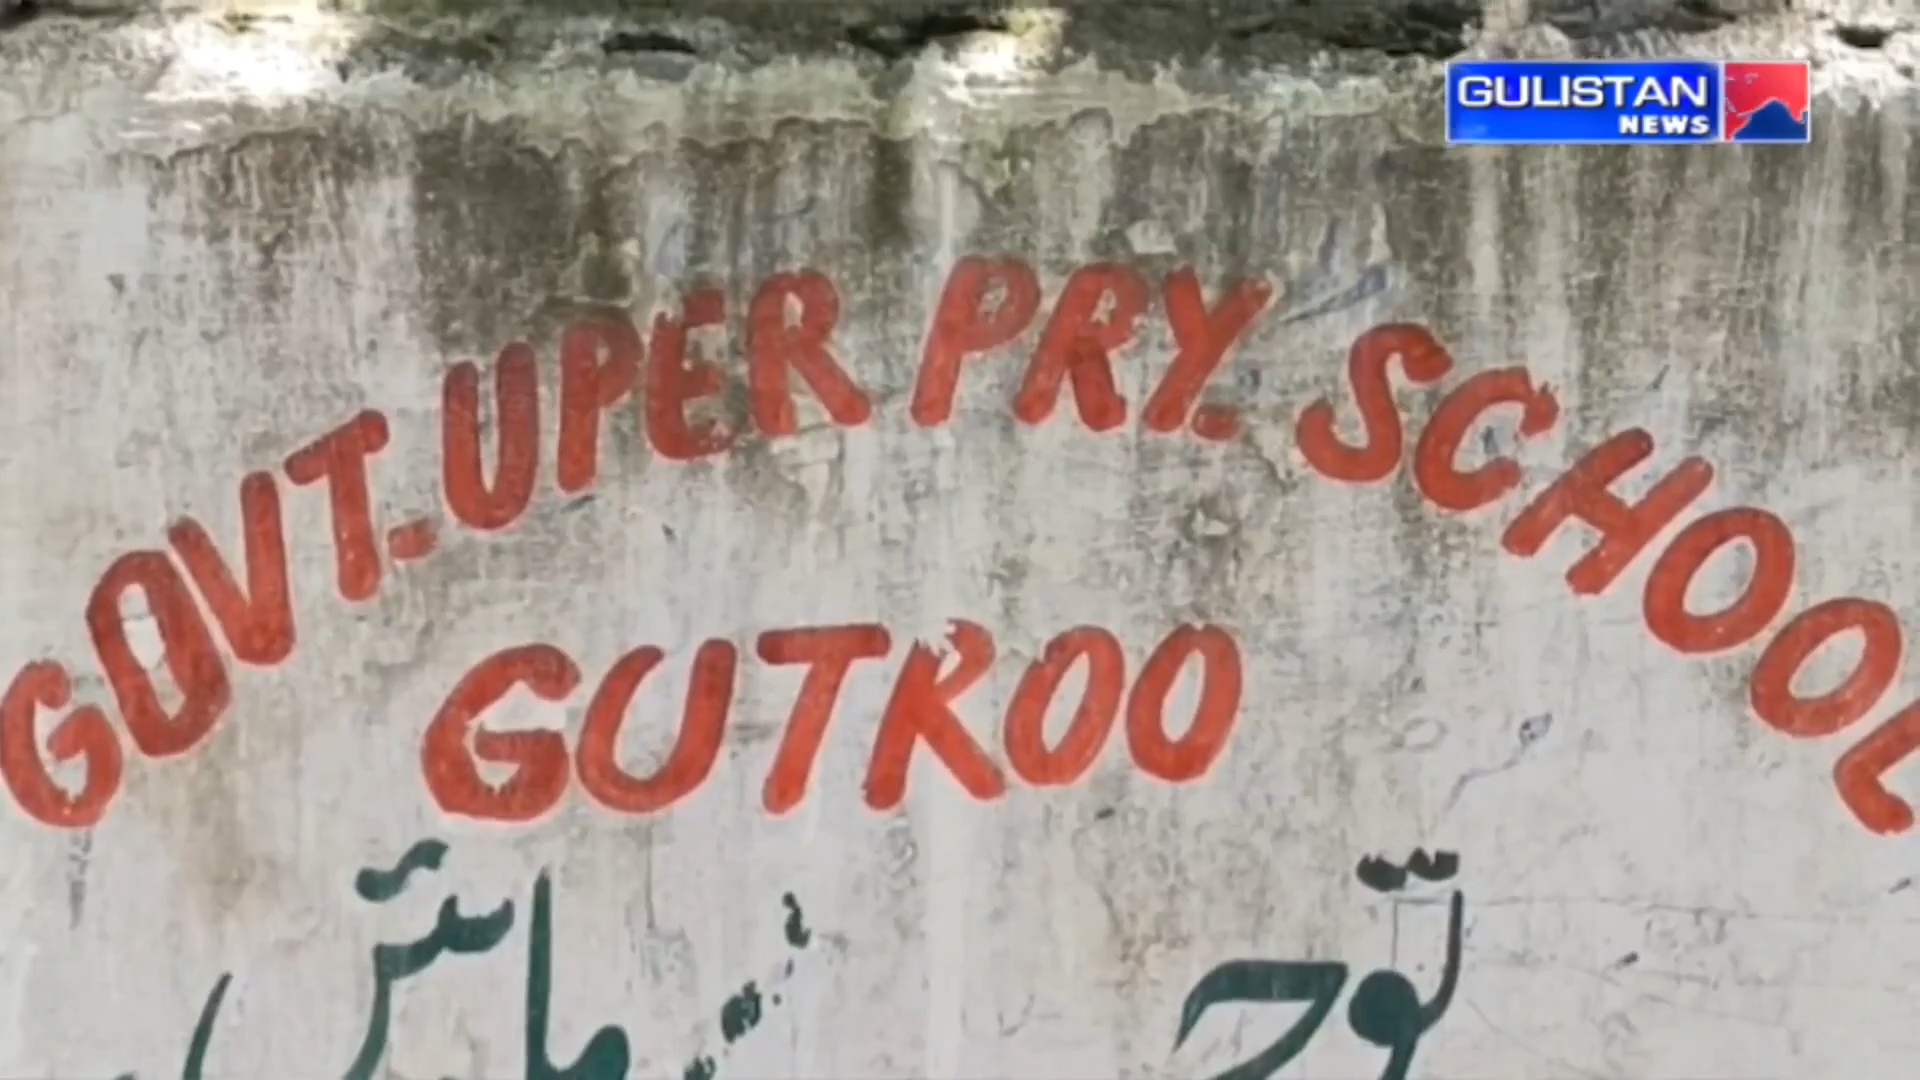 GULISTAN
NEWS
GOVT. UPER PRY. SCHOOL
GUTROO